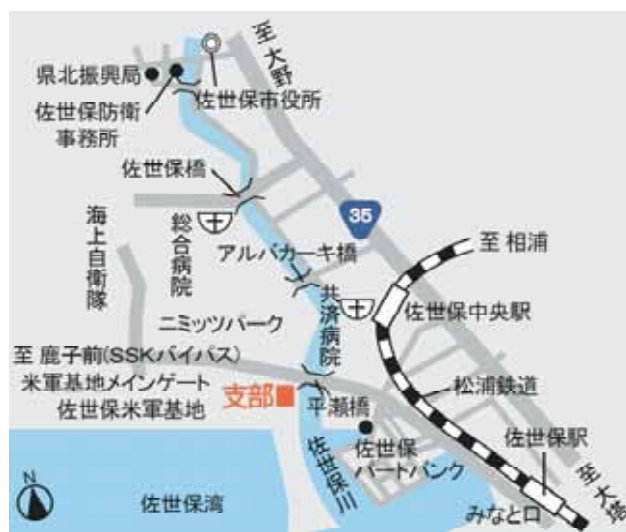 至 大野
県北振興局
佐世保市役所
佐世保防衛
事務所
佐世保橋
海上自衛隊
総合病院
35
アルバカーキ橋
至 相浦
共済病院
佐世保中央駅
ニミッツパーク
至 鹿子前(SSKバイパス)
米軍基地メインゲート
佐世保米軍基地
支部
平瀬橋
松浦鉄道
佐世保
パートバンク
佐世保駅
佐世保川
至 大塔
みなと口
佐世保湾
N